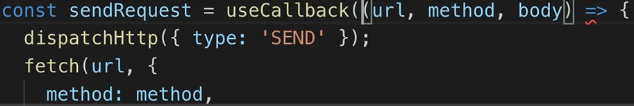 const sendRequest = useCallback((url, method, body) => {
dispatchHttp({ type: 'SEND' });
fetch(url, {
method: method,